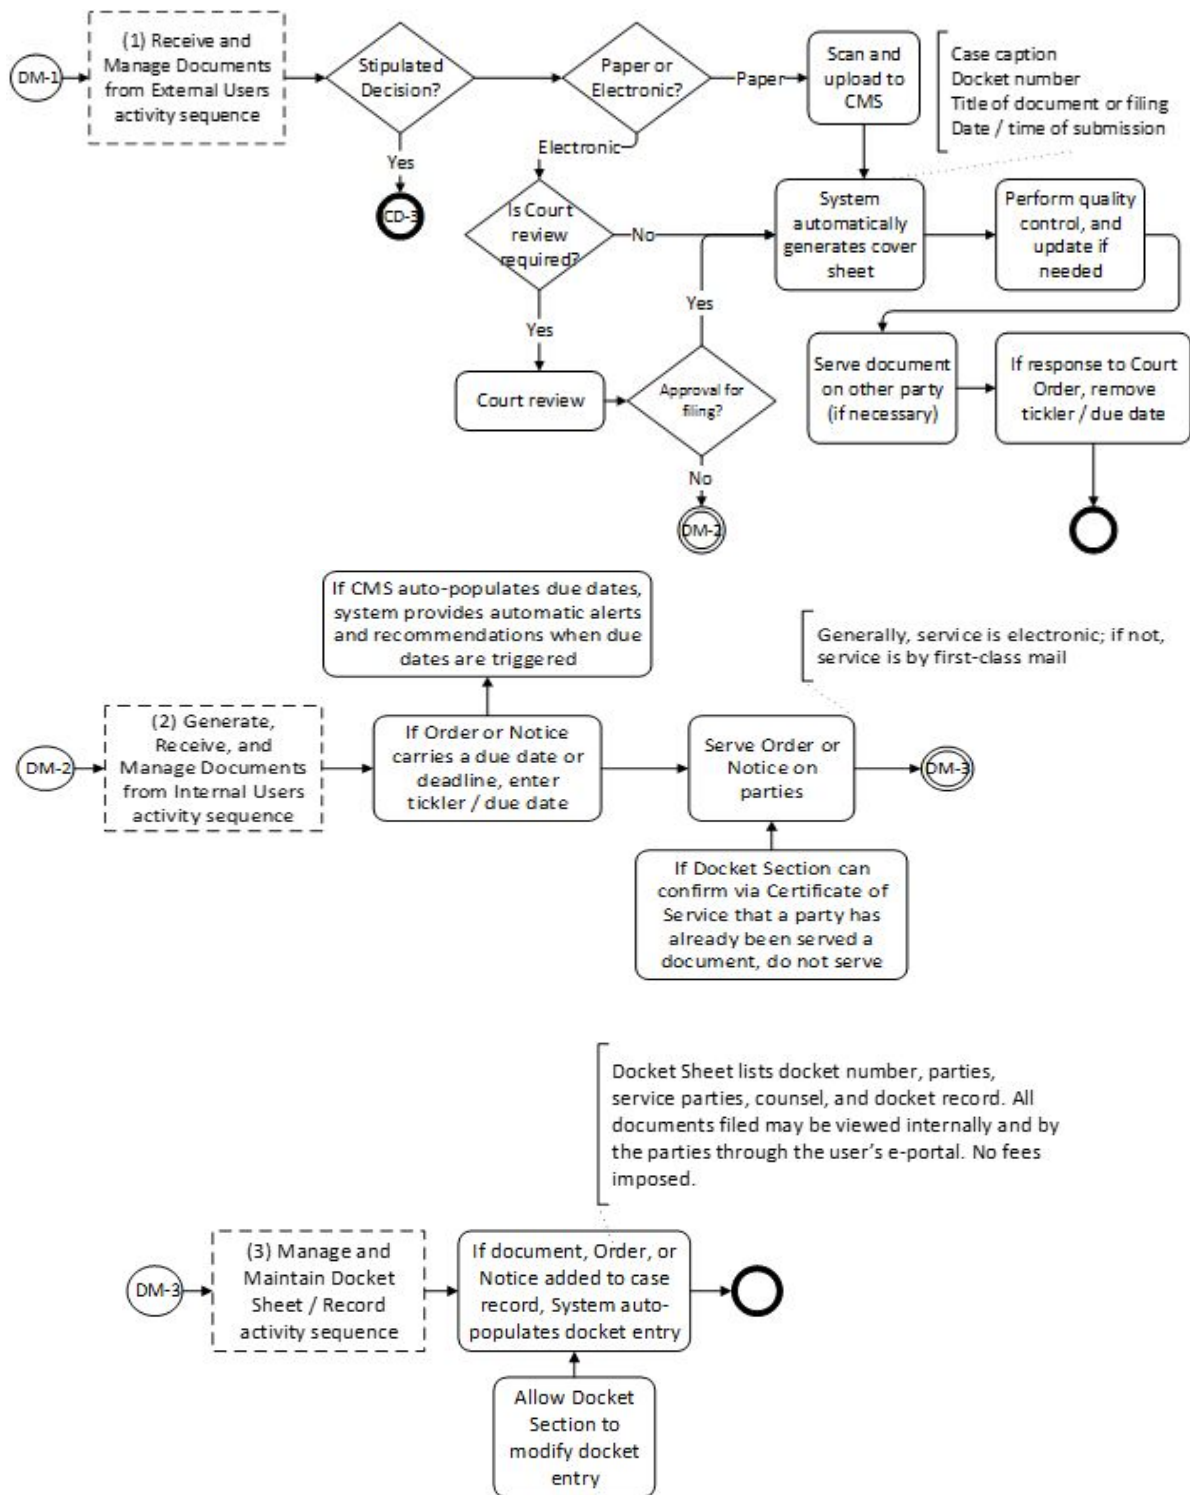 DM-1
(1) Receive and
Manage Documents
from External Users
activity sequence
Stipulated
Decision?
Yes
CD-3
Paper or
Electronic?
Paper
Electronic
Scan and
upload to
CMS
Case caption
Docket number
Title of document or filing
Date / time of submission
Is Court
review
required?
No
Yes
Court review
Approval for
filing?
Yes
No
DM-2
System
automatically
generates cover
sheet
Perform quality
control, and
update if
needed
Serve document
on other party
(if necessary)
If response to Court
Order, remove
tickler / due date
If CMS auto-populates due dates,
system provides automatic alerts
and recommendations when due
dates are triggered
Generally, service is electronic; if not,
service is by first-class mail
DM-2
(2) Generate,
Receive, and
Manage Documents
from Internal Users
activity sequence
If Order or Notice
carries a due date or
deadline, enter
tickler / due date
Serve Order or
Notice on
parties
DM-3
If Docket Section can
confirm via Certificate of
Service that a party has
already been served a
document, do not serve
Docket Sheet lists docket number, parties,
service parties, counsel, and docket record. All
documents filed may be viewed internally and by
the parties through the user's e-portal. No fees
imposed.
DM-3
(3) Manage and
Maintain Docket
Sheet / Record
activity sequence
If document, Order, or
Notice added to case
record, System auto-
populates docket entry
Allow Docket
Section to
modify docket
entry